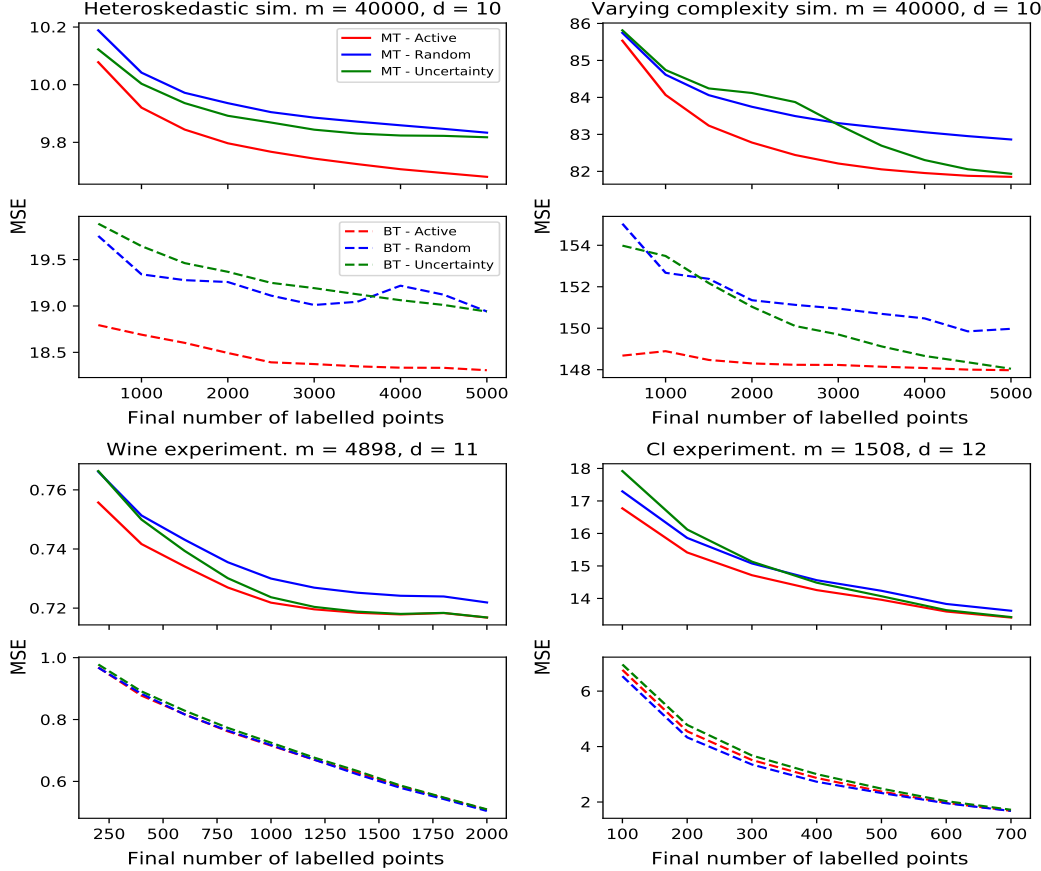 Heteroskedastic sim. m = 40000, d = 10
10.2
10.0
9.8
MT - Active
MT - Random
MT - Uncertainty
MSE
19.5
19.0
18.5
BT - Active
BT - Random
BT - Uncertainty
1000 2000 3000 4000 5000
Final number of labelled points
Varying complexity sim. m = 40000, d = 10
86
85
84
83
82
MSE
154
152
150
148
1000 2000 3000 4000 5000
Final number of labelled points
Wine experiment. m = 4898, d = 11
0.76
0.74
0.72
MSE
1.0
0.8
0.6
250 500 750 1000 1250 1500 1750 2000
Final number of labelled points
CI experiment. m = 1508, d = 12
18
17
16
15
14
MSE
6
4
2
100 200 300 400 500 600 700
Final number of labelled points